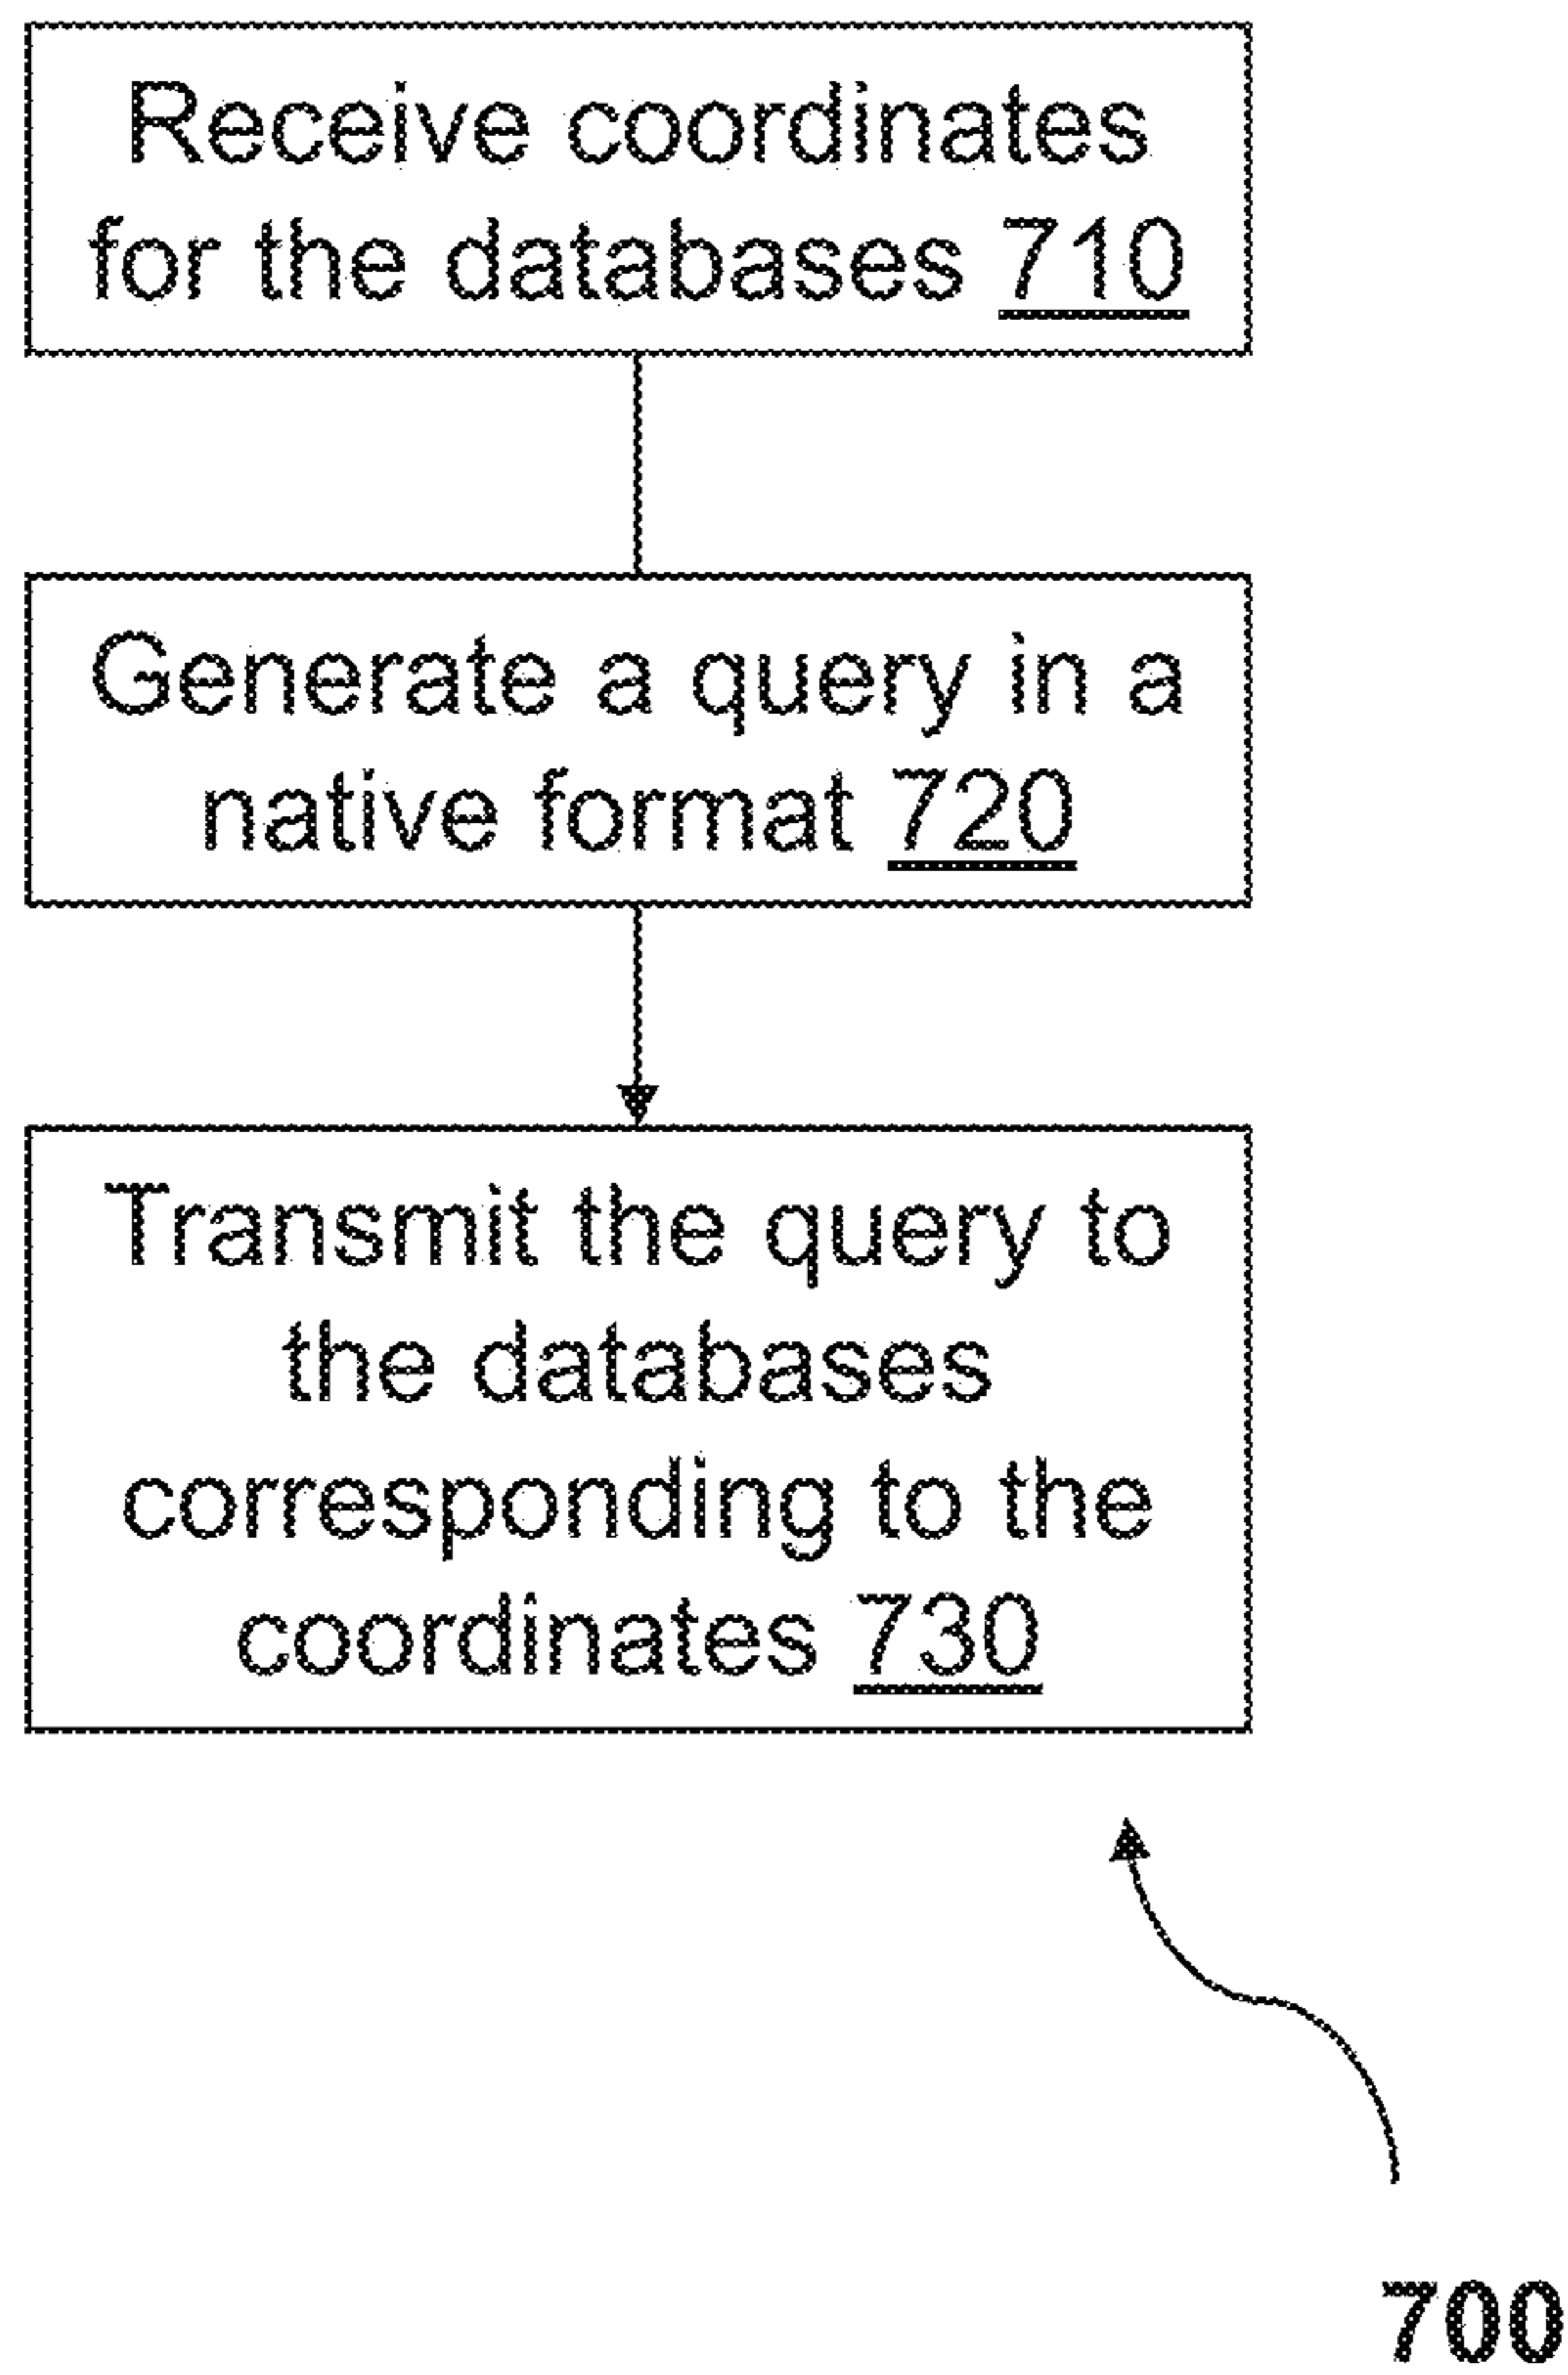 Receive coordinates
for the databases 710
Generate a query in a
native format 720
Transmit the query to
the databases
corresponding to the
coordinates 730
700